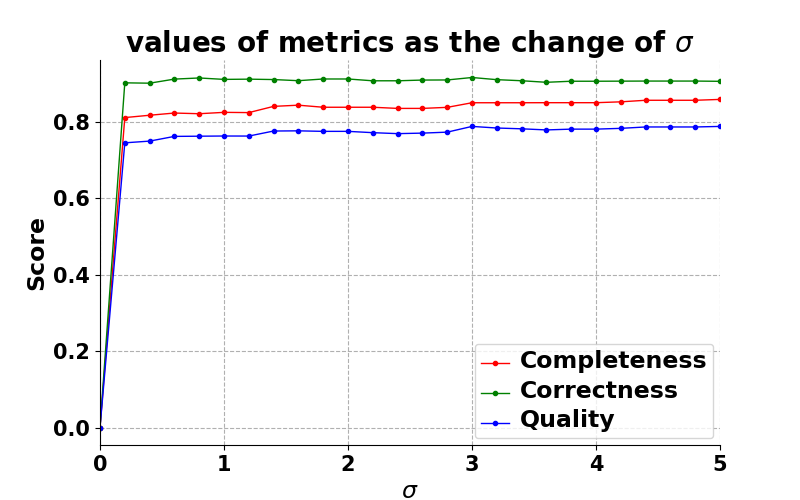 values of metrics as the change of σ
Score
0.8
0.6
0.4
0.2
0.0
Completeness
Correctness
Quality
0 1 2 3 4 5
σ